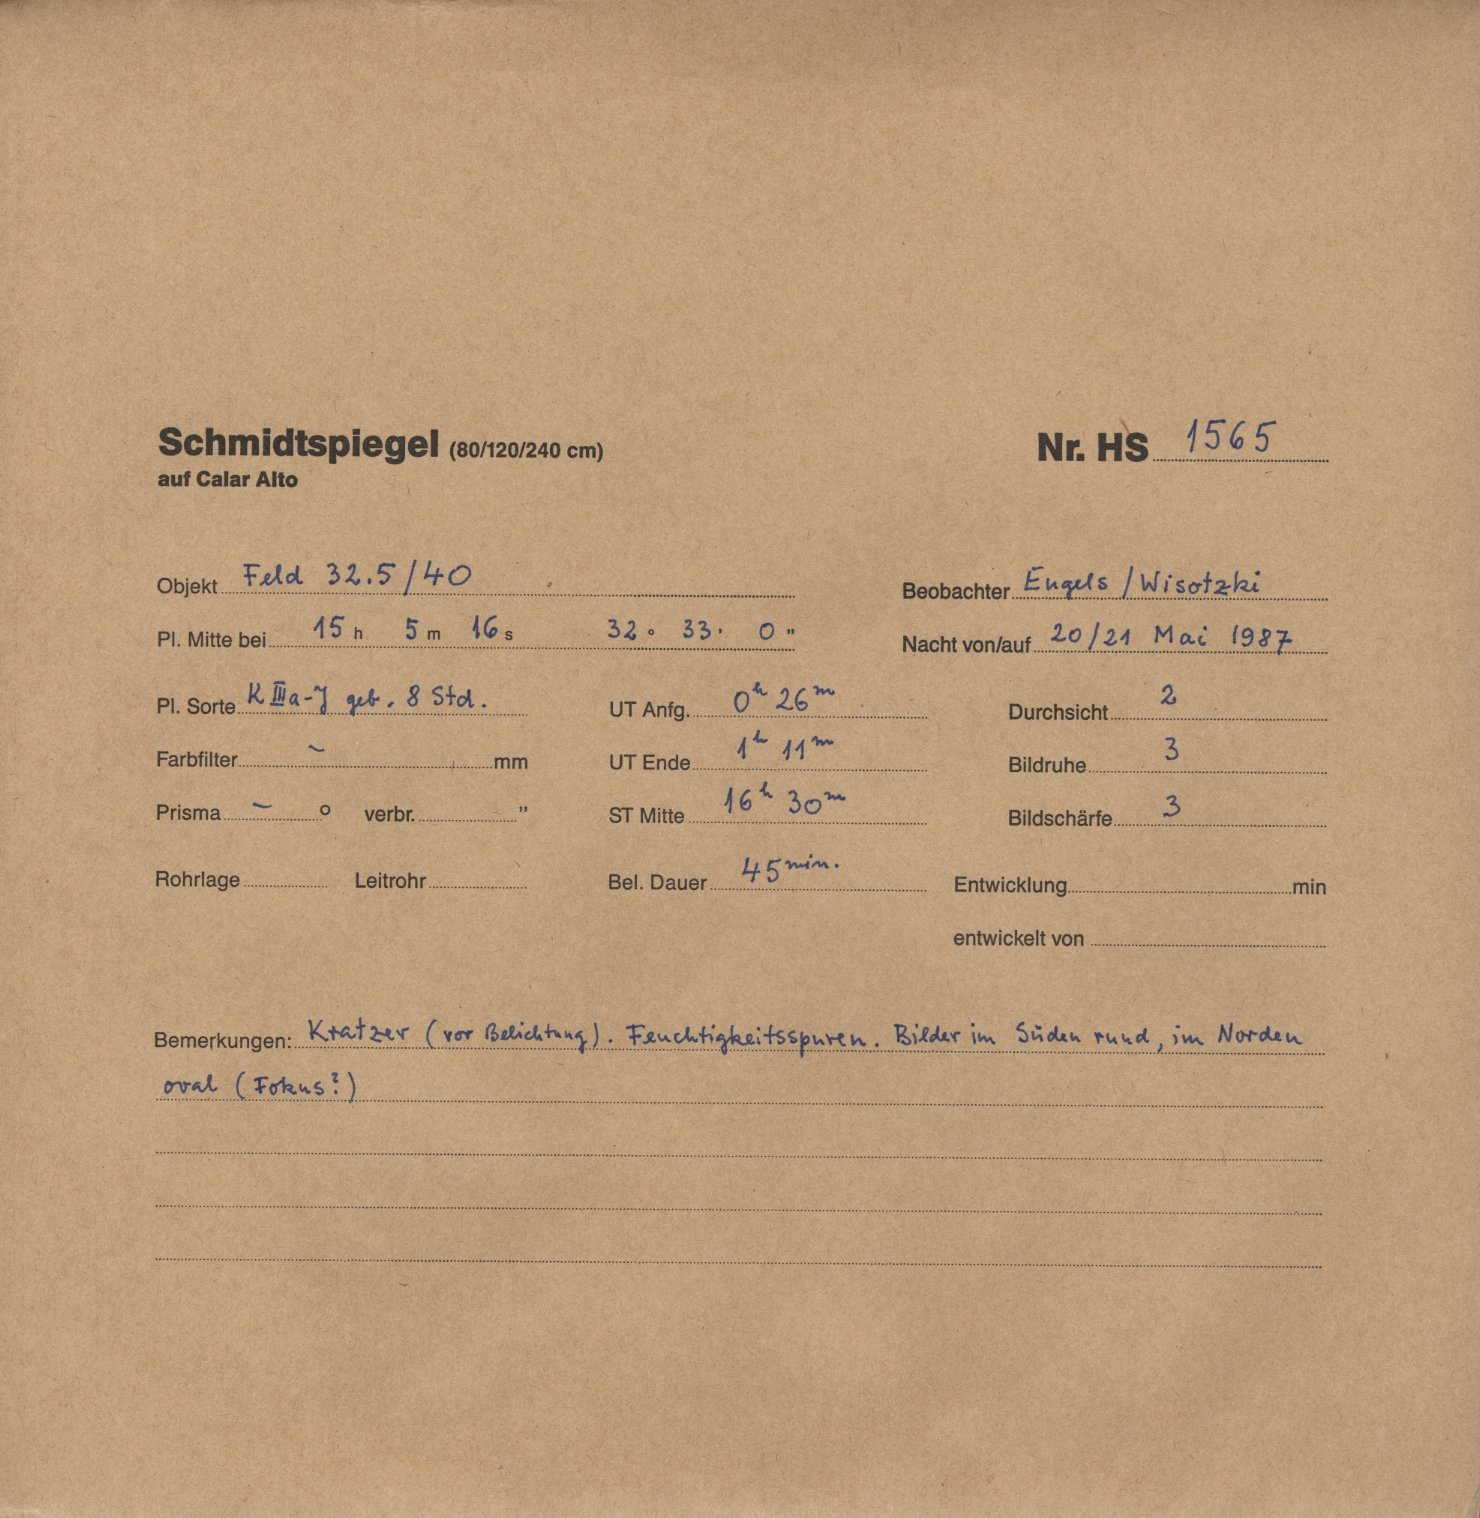 Schmidtspiegel (80/120/240 cm)
auf Calar Alto
Nr. HS 1565
Objekt Feld 32.5/40
Beobachter Engels/Wisotzki
Pl. Mitte bei 15 h 5 m 16 s 32 ° 33 ' 0 "
Nacht von/auf 20/21 Mai 1987
Pl. Sorte K IIIa-J geb. 8 Std.
UT Anfg. 0h 26m
Durchsicht 2
Farbfilter – mm
UT Ende 1h 11m
Bildruhe 3
Prisma – ° verbr. "
ST Mitte 16h 30m
Bildschärfe 3
Rohrlage Leitrohr
Bel. Dauer 45min.
Entwicklung min
entwickelt von
Bemerkungen: Kratzer (vor Belichtung). Feuchtigkeitsspuren. Bilder im Süden rund, im Norden
oval (Fokus?)